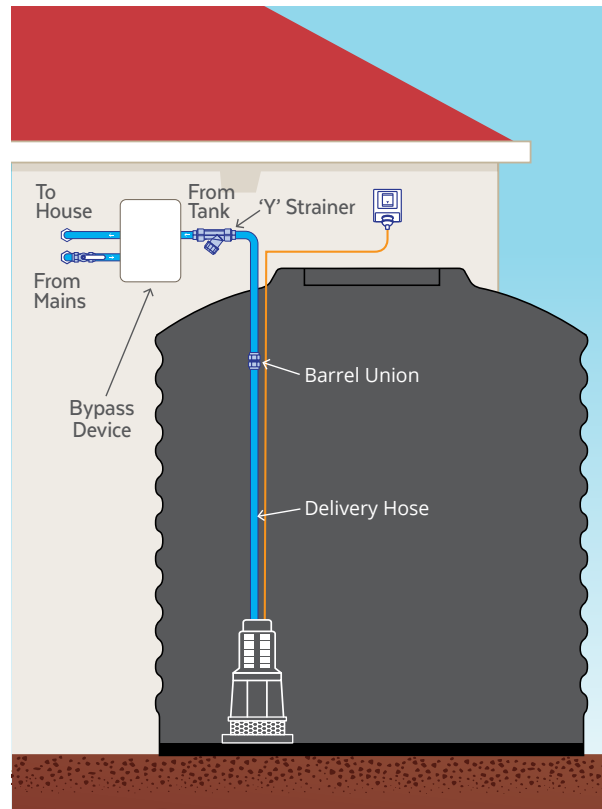 To
House
From
Tank
‘Y’ Strainer
From
Mains
Barrel Union
Bypass
Device
Delivery Hose